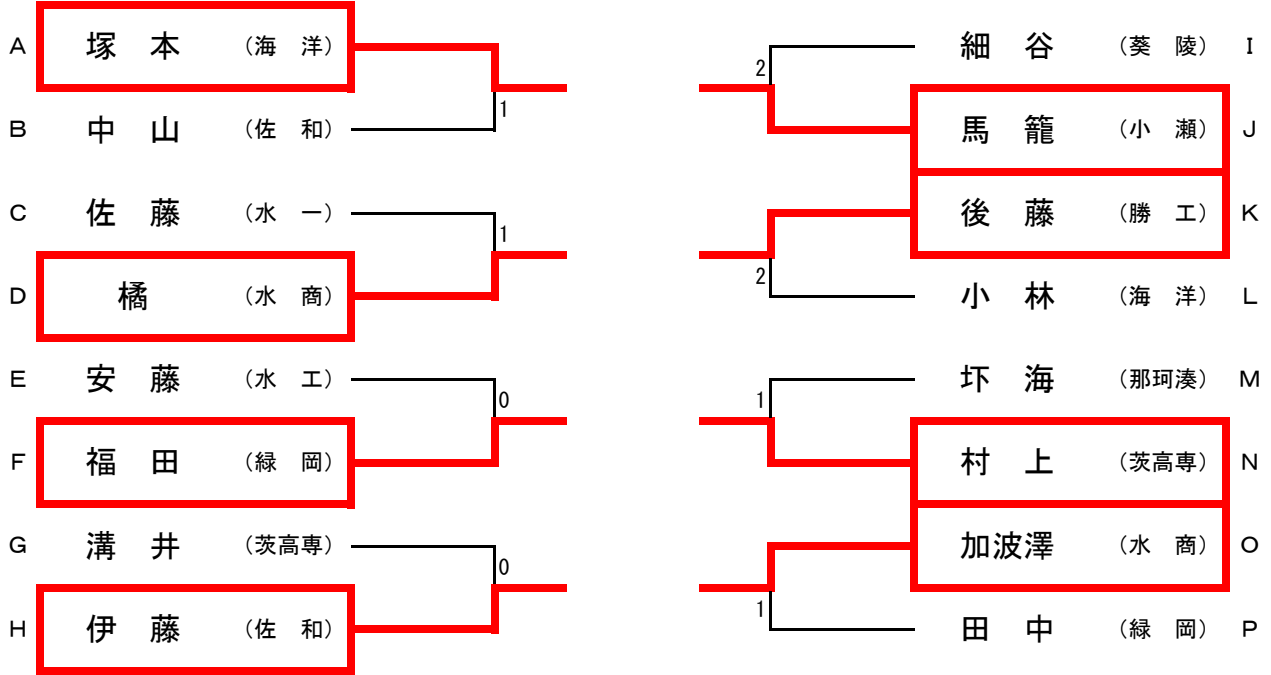 A 塚 本 （海 洋）
1
B 中 山 （佐 和）
C 佐 藤 （水 一）
1
D 橘 （水 商）
E 安 藤 （水 工）
0
F 福 田 （緑 岡）
G 溝 井 （茨高専）
0
H 伊 藤 （佐 和）
細 谷 （葵 陵） I
2
馬 籠 （小 瀬） J
後 藤 （勝 工） K
2
小 林 （海 洋） L
圷 海 （那珂湊） M
1
村 上 （茨高専） N
加波澤 （水 商） O
1
田 中 （緑 岡） P